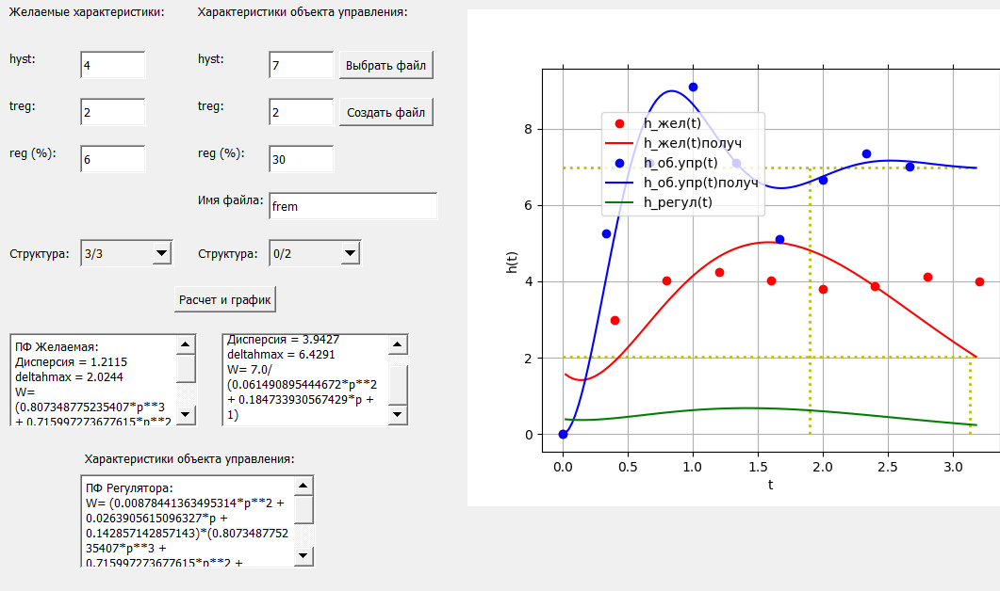 Желаемые характеристики:
Характеристики объекта управления:
hyst:
4
hyst:
7
Выбрать файл
treg:
2
treg:
2
Создать файл
reg (%):
6
reg (%):
30
Имя файла:
frem
Структура:
3/3
Структура:
0/2
Расчет и график
ПФ Желаемая:
Дисперсия = 1.2115
deltahmax = 2.0244
W=
(0.807348775235407*p**3
+ 0.715997273677615*p**2
Дисперсия = 3.9427
deltahmax = 6.4291
W= 7.0/
(0.061490895444672*p**2
+ 0.184733930567429*p +
1)
Характеристики объекта управления:
ПФ Регулятора:
W= (0.00878441363495314*p**2 +
0.0263905615096327*p +
0.142857142857143)*(0.8073487752
35407*p**3 +
0.715997273677615*p**2 +
h_жел(t)
h_жел(t)получ
h_об.упр(t)
h_об.упр(t)получ
h_регул(t)
h(t)
8
6
4
2
0
0.0 0.5 1.0 1.5 2.0 2.5 3.0
t